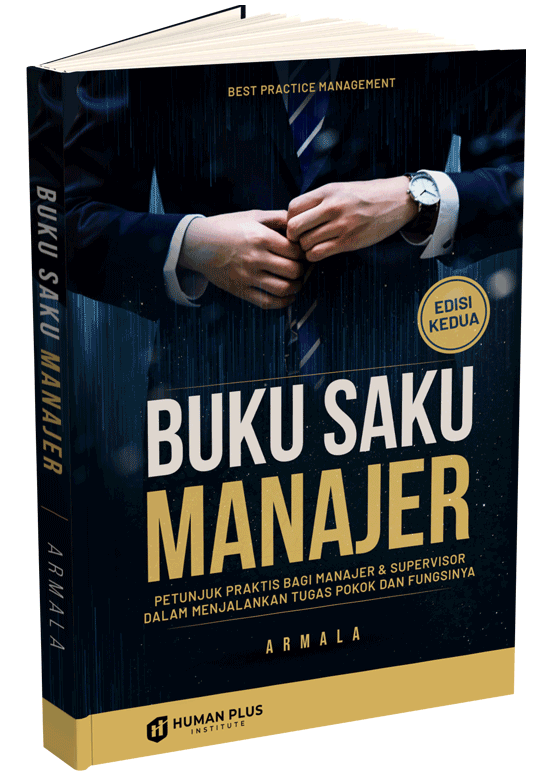 BEST PRACTICE MANAGEMENT
EDISI
KEDUA
BUKU SAKU
MANAJER
PETUNJUK PRAKTIS BAGI MANAJER & SUPERVISOR
DALAM MENJALANKAN TUGAS POKOK DAN FUNGSINYA
ARMALA
HUMAN PLUS
INSTITUTE
BUKU SAKU MANAJER | ARMALA